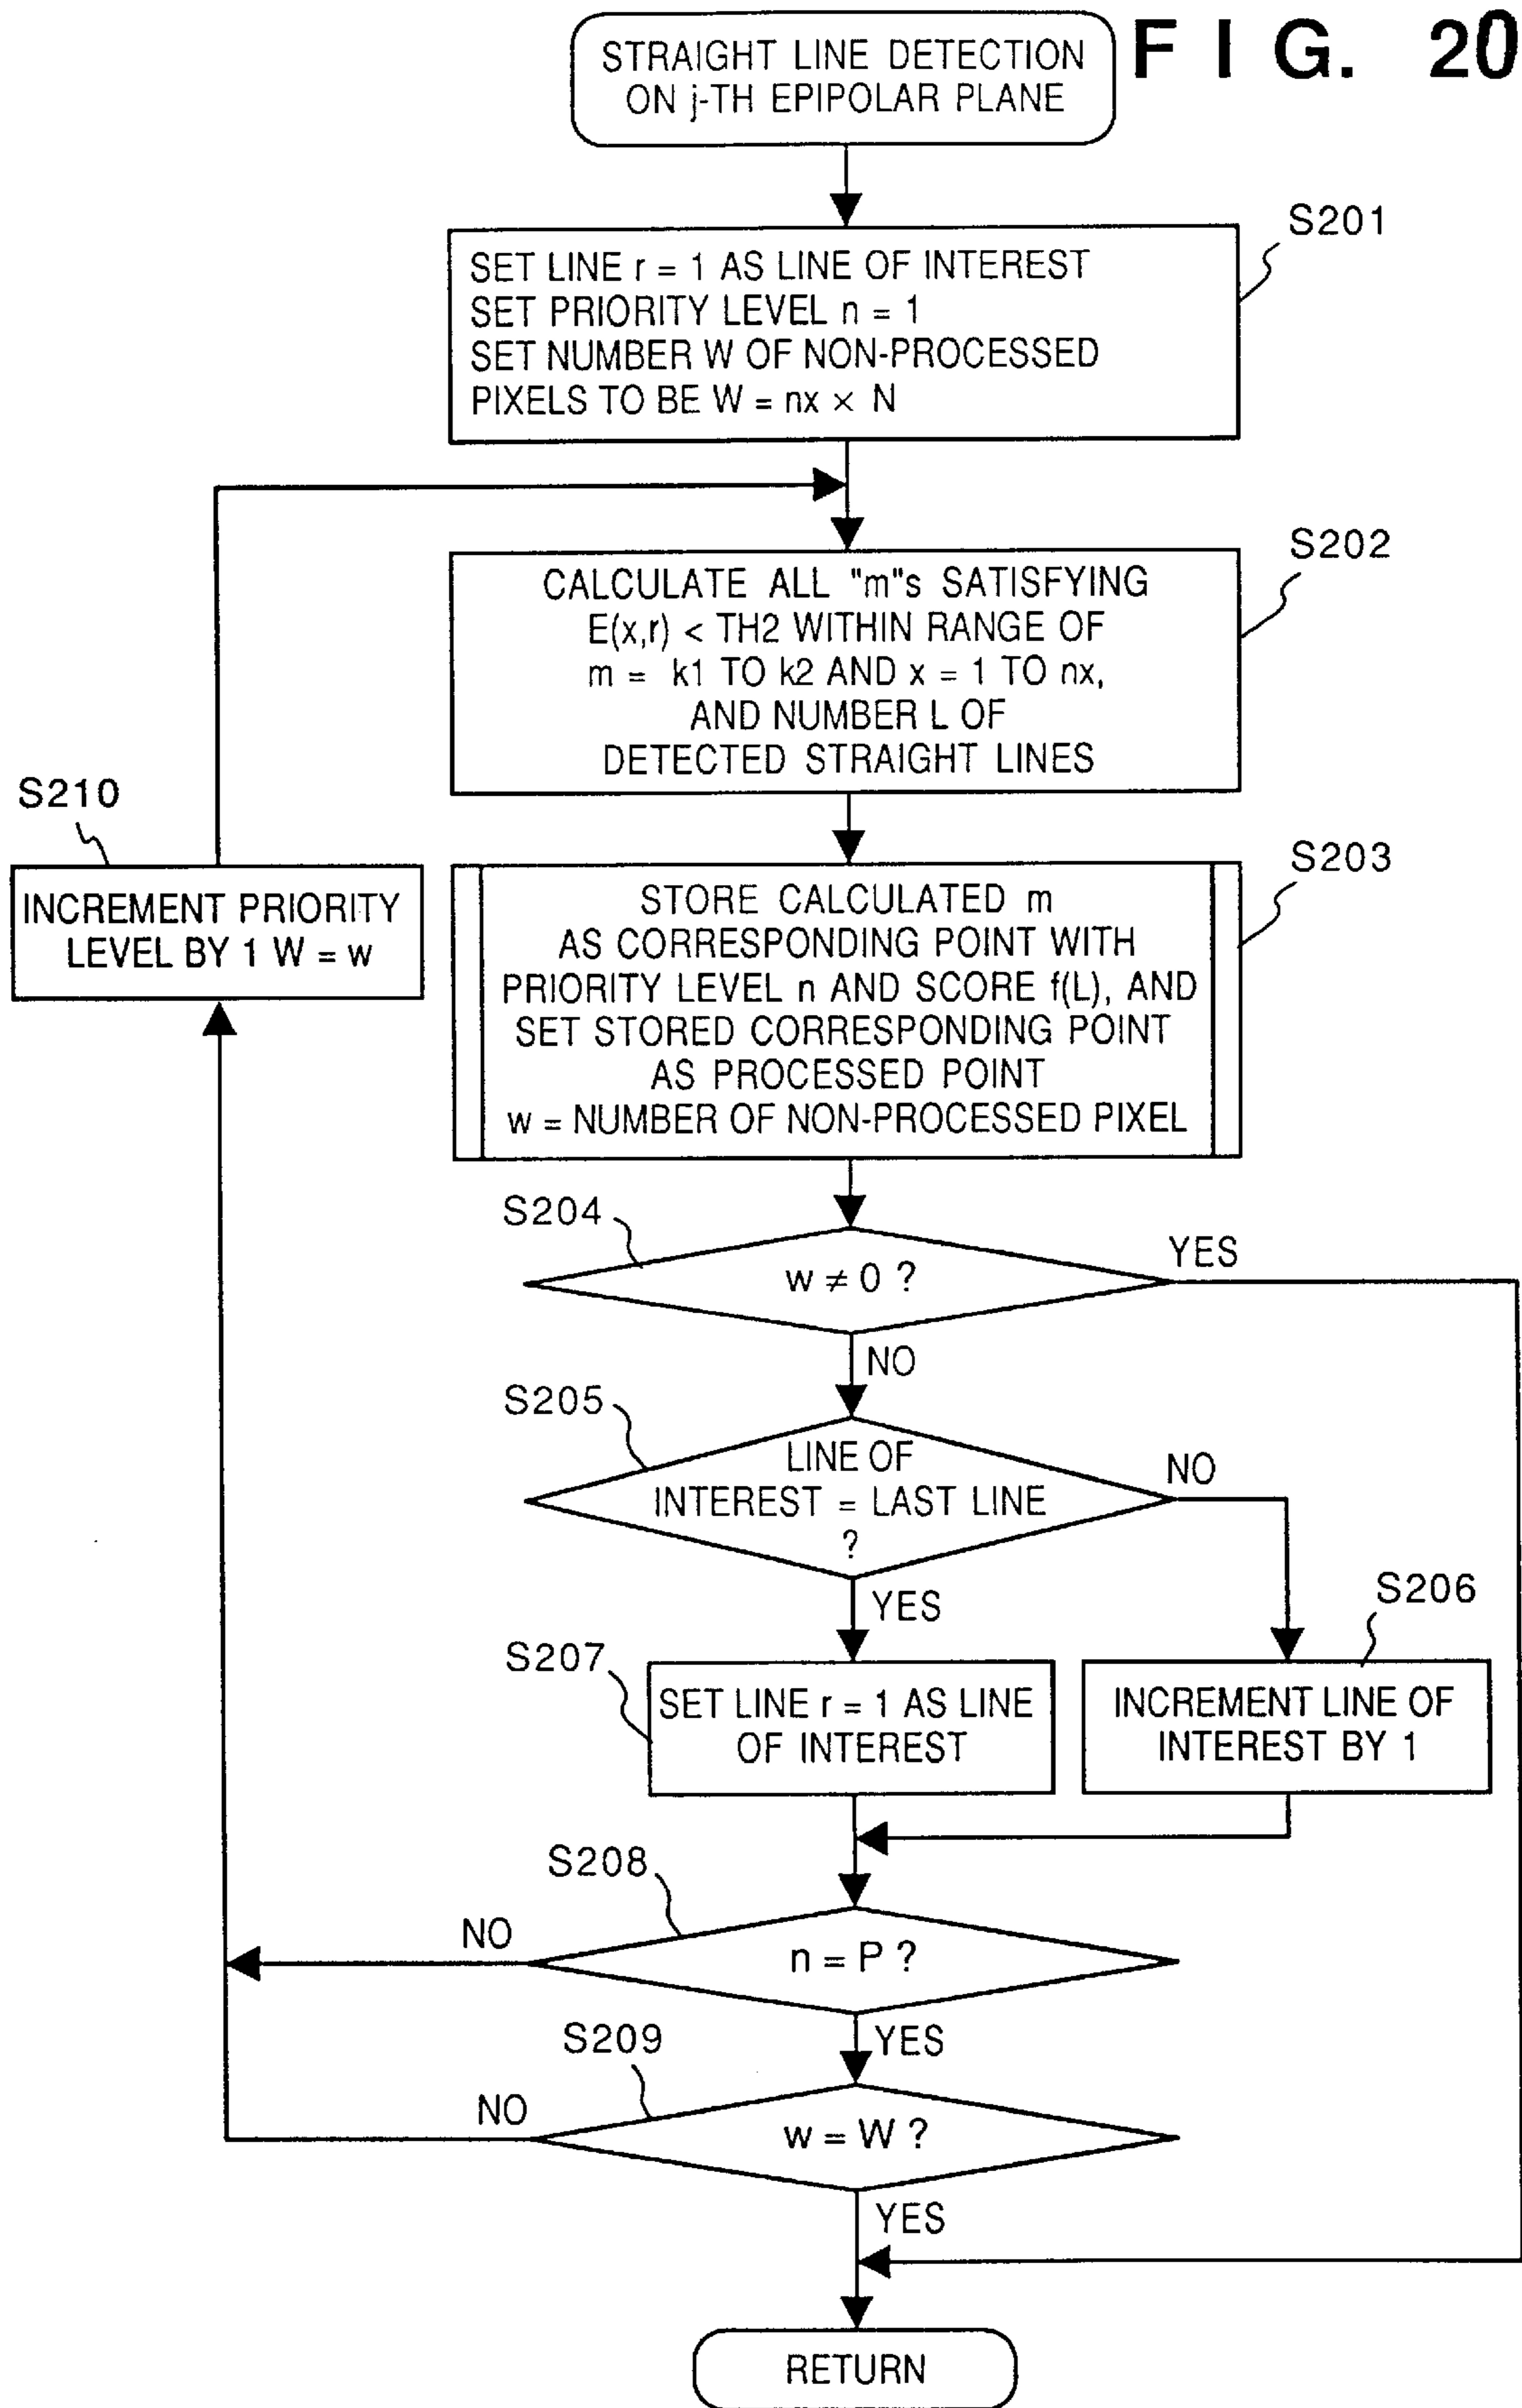 FIG. 20
STRAIGHT LINE DETECTION
ON j-TH EPIPOLAR PLANE
S201
SET LINE r = 1 AS LINE OF INTEREST
SET PRIORITY LEVEL n = 1
SET NUMBER W OF NON-PROCESSED
PIXELS TO BE W = nx × N
S202
CALCULATE ALL "m"s SATISFYING
E(x,r) < TH2 WITHIN RANGE OF
m = k1 TO k2 AND x = 1 TO nx,
AND NUMBER L OF
DETECTED STRAIGHT LINES
S210
INCREMENT PRIORITY
LEVEL BY 1 W = w
S203
STORE CALCULATED m
AS CORRESPONDING POINT WITH
PRIORITY LEVEL n AND SCORE f(L), AND
SET STORED CORRESPONDING POINT
AS PROCESSED POINT
w = NUMBER OF NON-PROCESSED PIXEL
S204
w ≠ 0 ?
YES
NO
S205
LINE OF
INTEREST = LAST LINE
?
NO
YES
S206
S207
SET LINE r = 1 AS LINE
OF INTEREST
INCREMENT LINE OF
INTEREST BY 1
S208
NO
n = P ?
YES
S209
NO
w = W ?
YES
RETURN